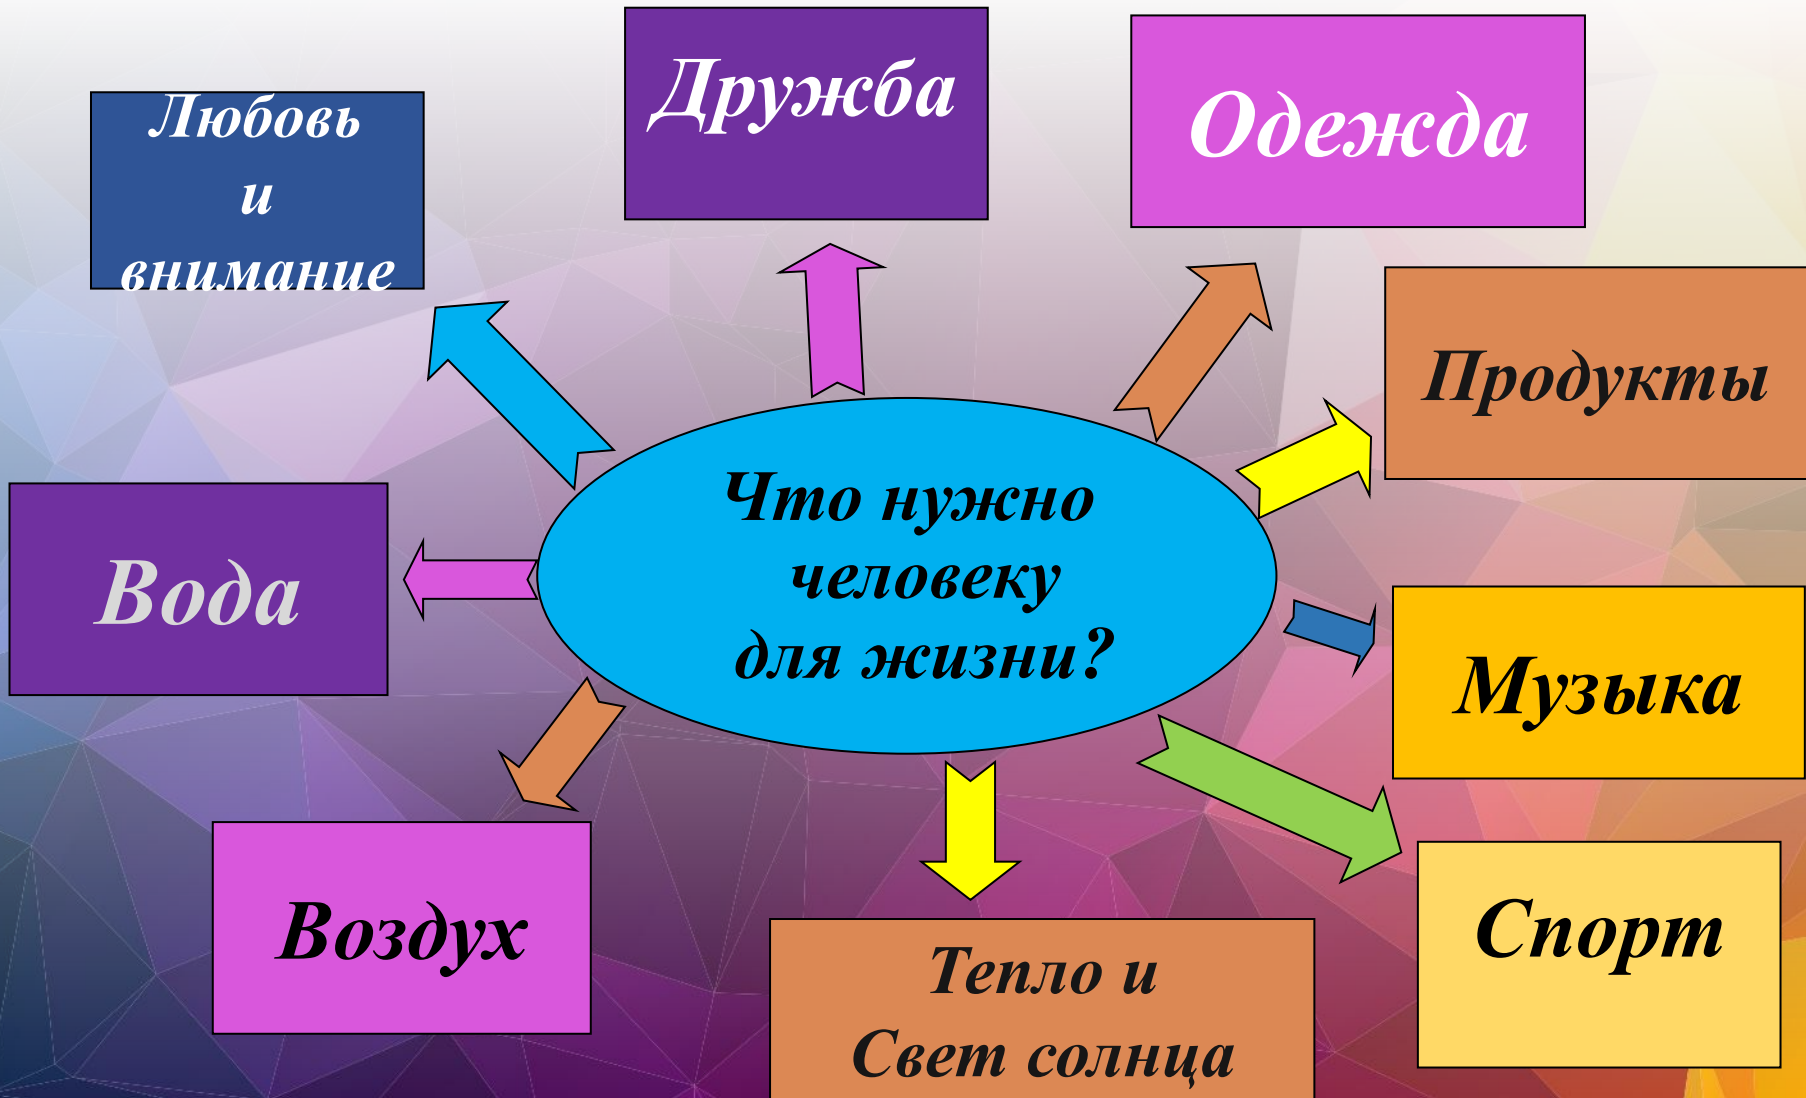 Дружба
Одежда
Любовь
и
внимание
Продукты
Что нужно
человеку
для жизни?
Вода
Музыка
Воздух
Спорт
Тепло и
Свет солнца